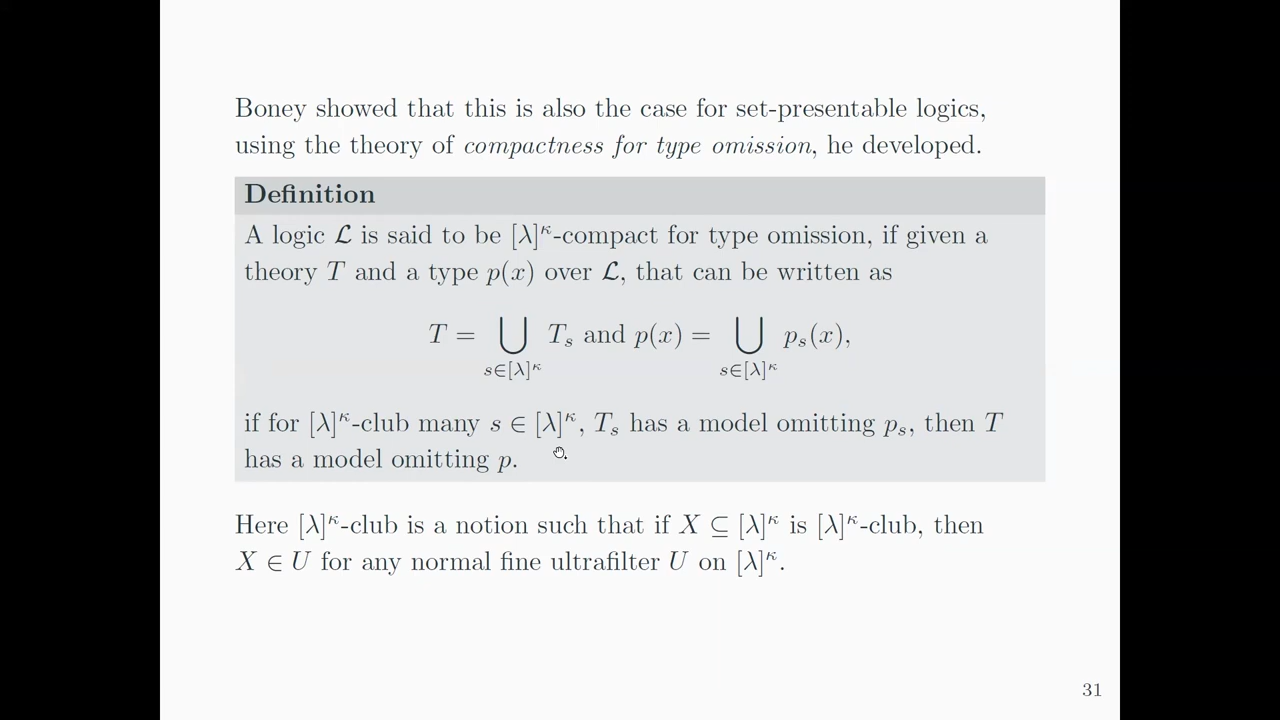 Boney showed that this is also the case for set-presentable logics,
using the theory of compactness for type omission, he developed.
Definition
A logic 𝓛 is said to be [λ]^κ-compact for type omission, if given a
theory T and a type p(x) over 𝓛, that can be written as
T = ⋃_{s∈[λ]^κ} T_s and p(x) = ⋃_{s∈[λ]^κ} p_s(x),
if for [λ]^κ-club many s ∈ [λ]^κ, T_s has a model omitting p_s, then T
has a model omitting p.
Here [λ]^κ-club is a notion such that if X ⊆ [λ]^κ is [λ]^κ-club, then
X ∈ U for any normal fine ultrafilter U on [λ]^κ.
31